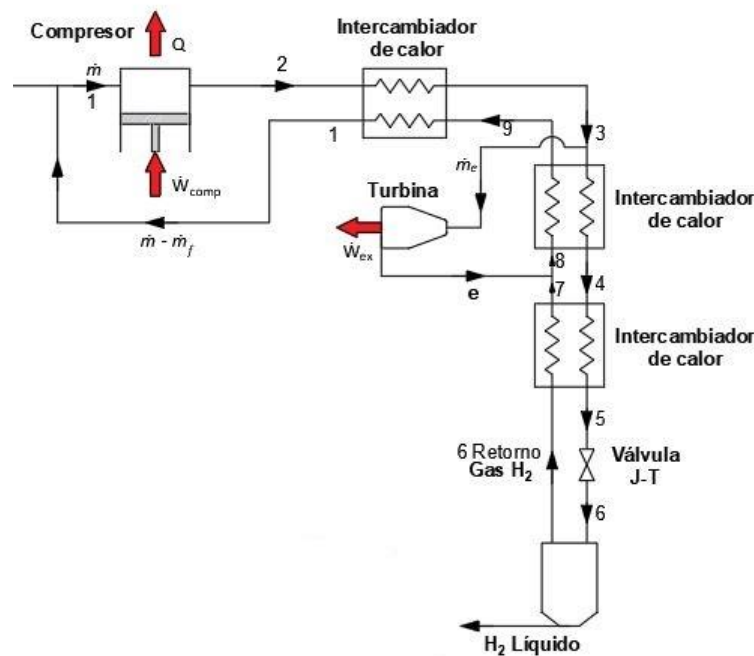 Compresor
Q
ṁ
1
Ẇcomp
ṁ - ṁf
2
Intercambiador
de calor
1
9
3
ṁe
Turbina
Ẇex
e
Intercambiador
de calor
8
7
4
Intercambiador
de calor
5
6 Retorno
Gas H2
Válvula
J-T
6
H2 Líquido